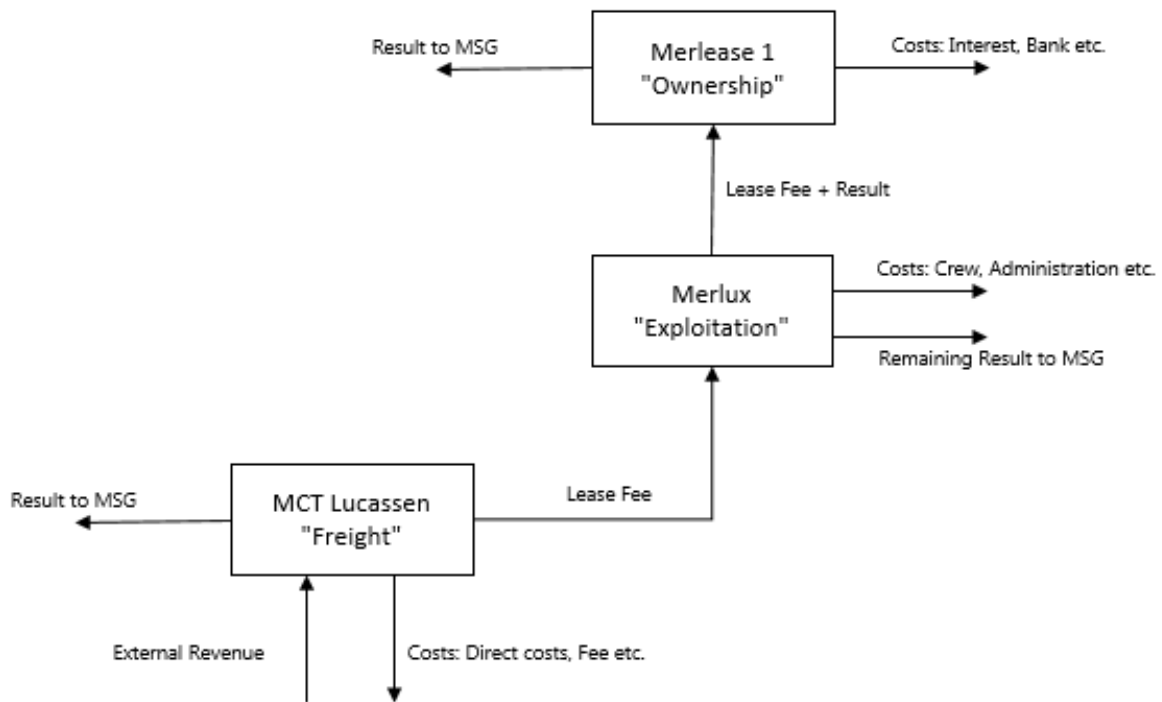 Result to MSG
Merlease 1
"Ownership"
Costs: Interest, Bank etc.
Lease Fee + Result
Merlux
"Exploitation"
Costs: Crew, Administration etc.
Remaining Result to MSG
Result to MSG
MCT Lucassen
"Freight"
Lease Fee
External Revenue
Costs: Direct costs, Fee etc.